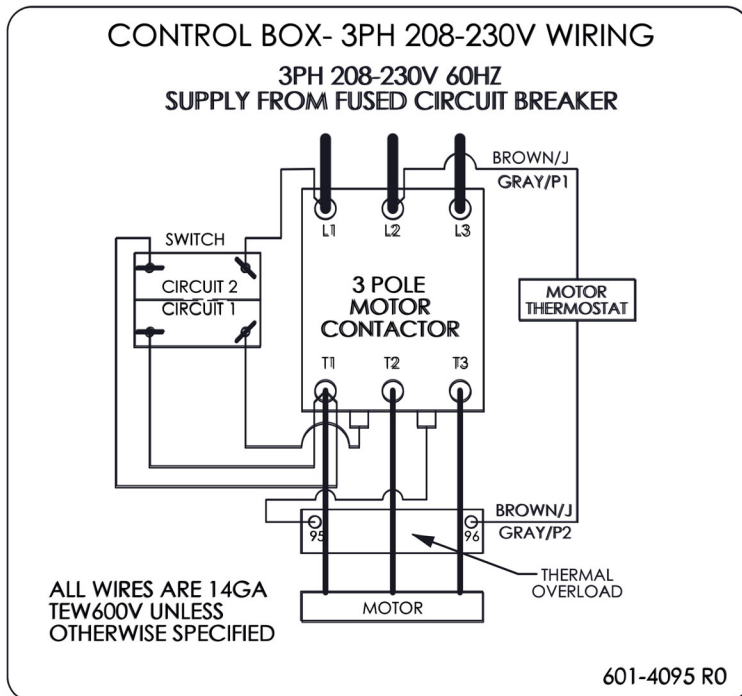 CONTROL BOX- 3PH 208-230V WIRING
3PH 208-230V 60HZ
SUPPLY FROM FUSED CIRCUIT BREAKER
BROWN/J
GRAY/P1
L1
L2
L3
SWITCH
CIRCUIT 2
CIRCUIT 1
3 POLE
MOTOR
CONTACTOR
MOTOR
THERMOSTAT
T1
T2
T3
BROWN/J
GRAY/P2
95
96
THERMAL
OVERLOAD
MOTOR
ALL WIRES ARE 14GA
TEW600V UNLESS
OTHERWISE SPECIFIED
601-4095 R0